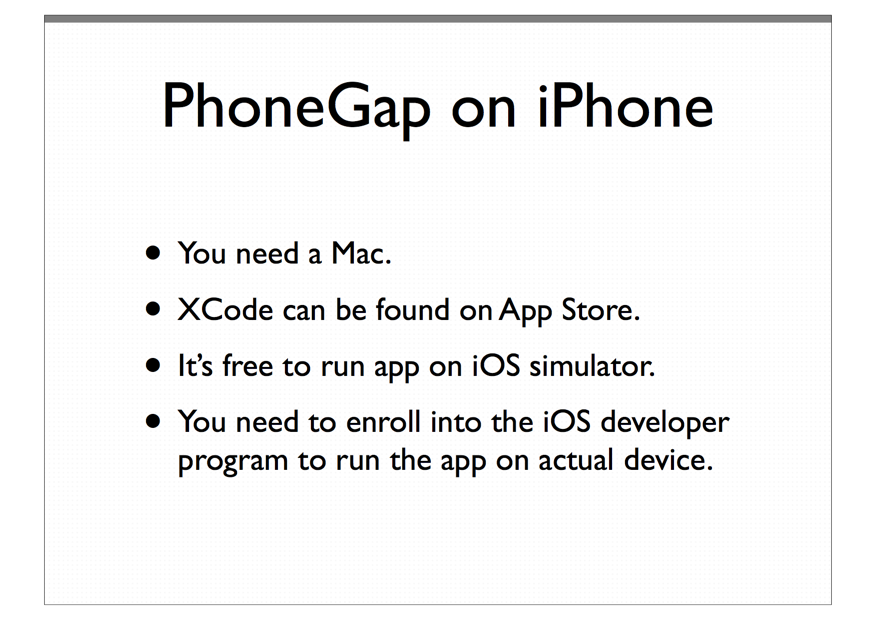 PhoneGap on iPhone
• You need a Mac.
• XCode can be found on App Store.
• It’s free to run app on iOS simulator.
• You need to enroll into the iOS developer
program to run the app on actual device.